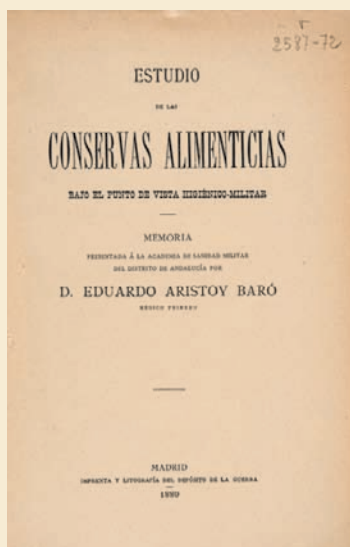 T
2587-72
ESTUDIO
DE LAS
CONSERVAS ALIMENTICIAS
BAJO EL PUNTO DE VISTA HIGIÉNICO-MILITAR
MEMORIA
PRESENTADA Á LA ACADEMIA DE SANIDAD MILITAR
DEL DISTRITO DE ANDALUCÍA POR
D. EDUARDO ARISTOY BARÓ
MÉDICO PRIMERO
MADRID
IMPRENTA Y LITOGRAFÍA DEL DEPÓSITO DE LA GUERRA